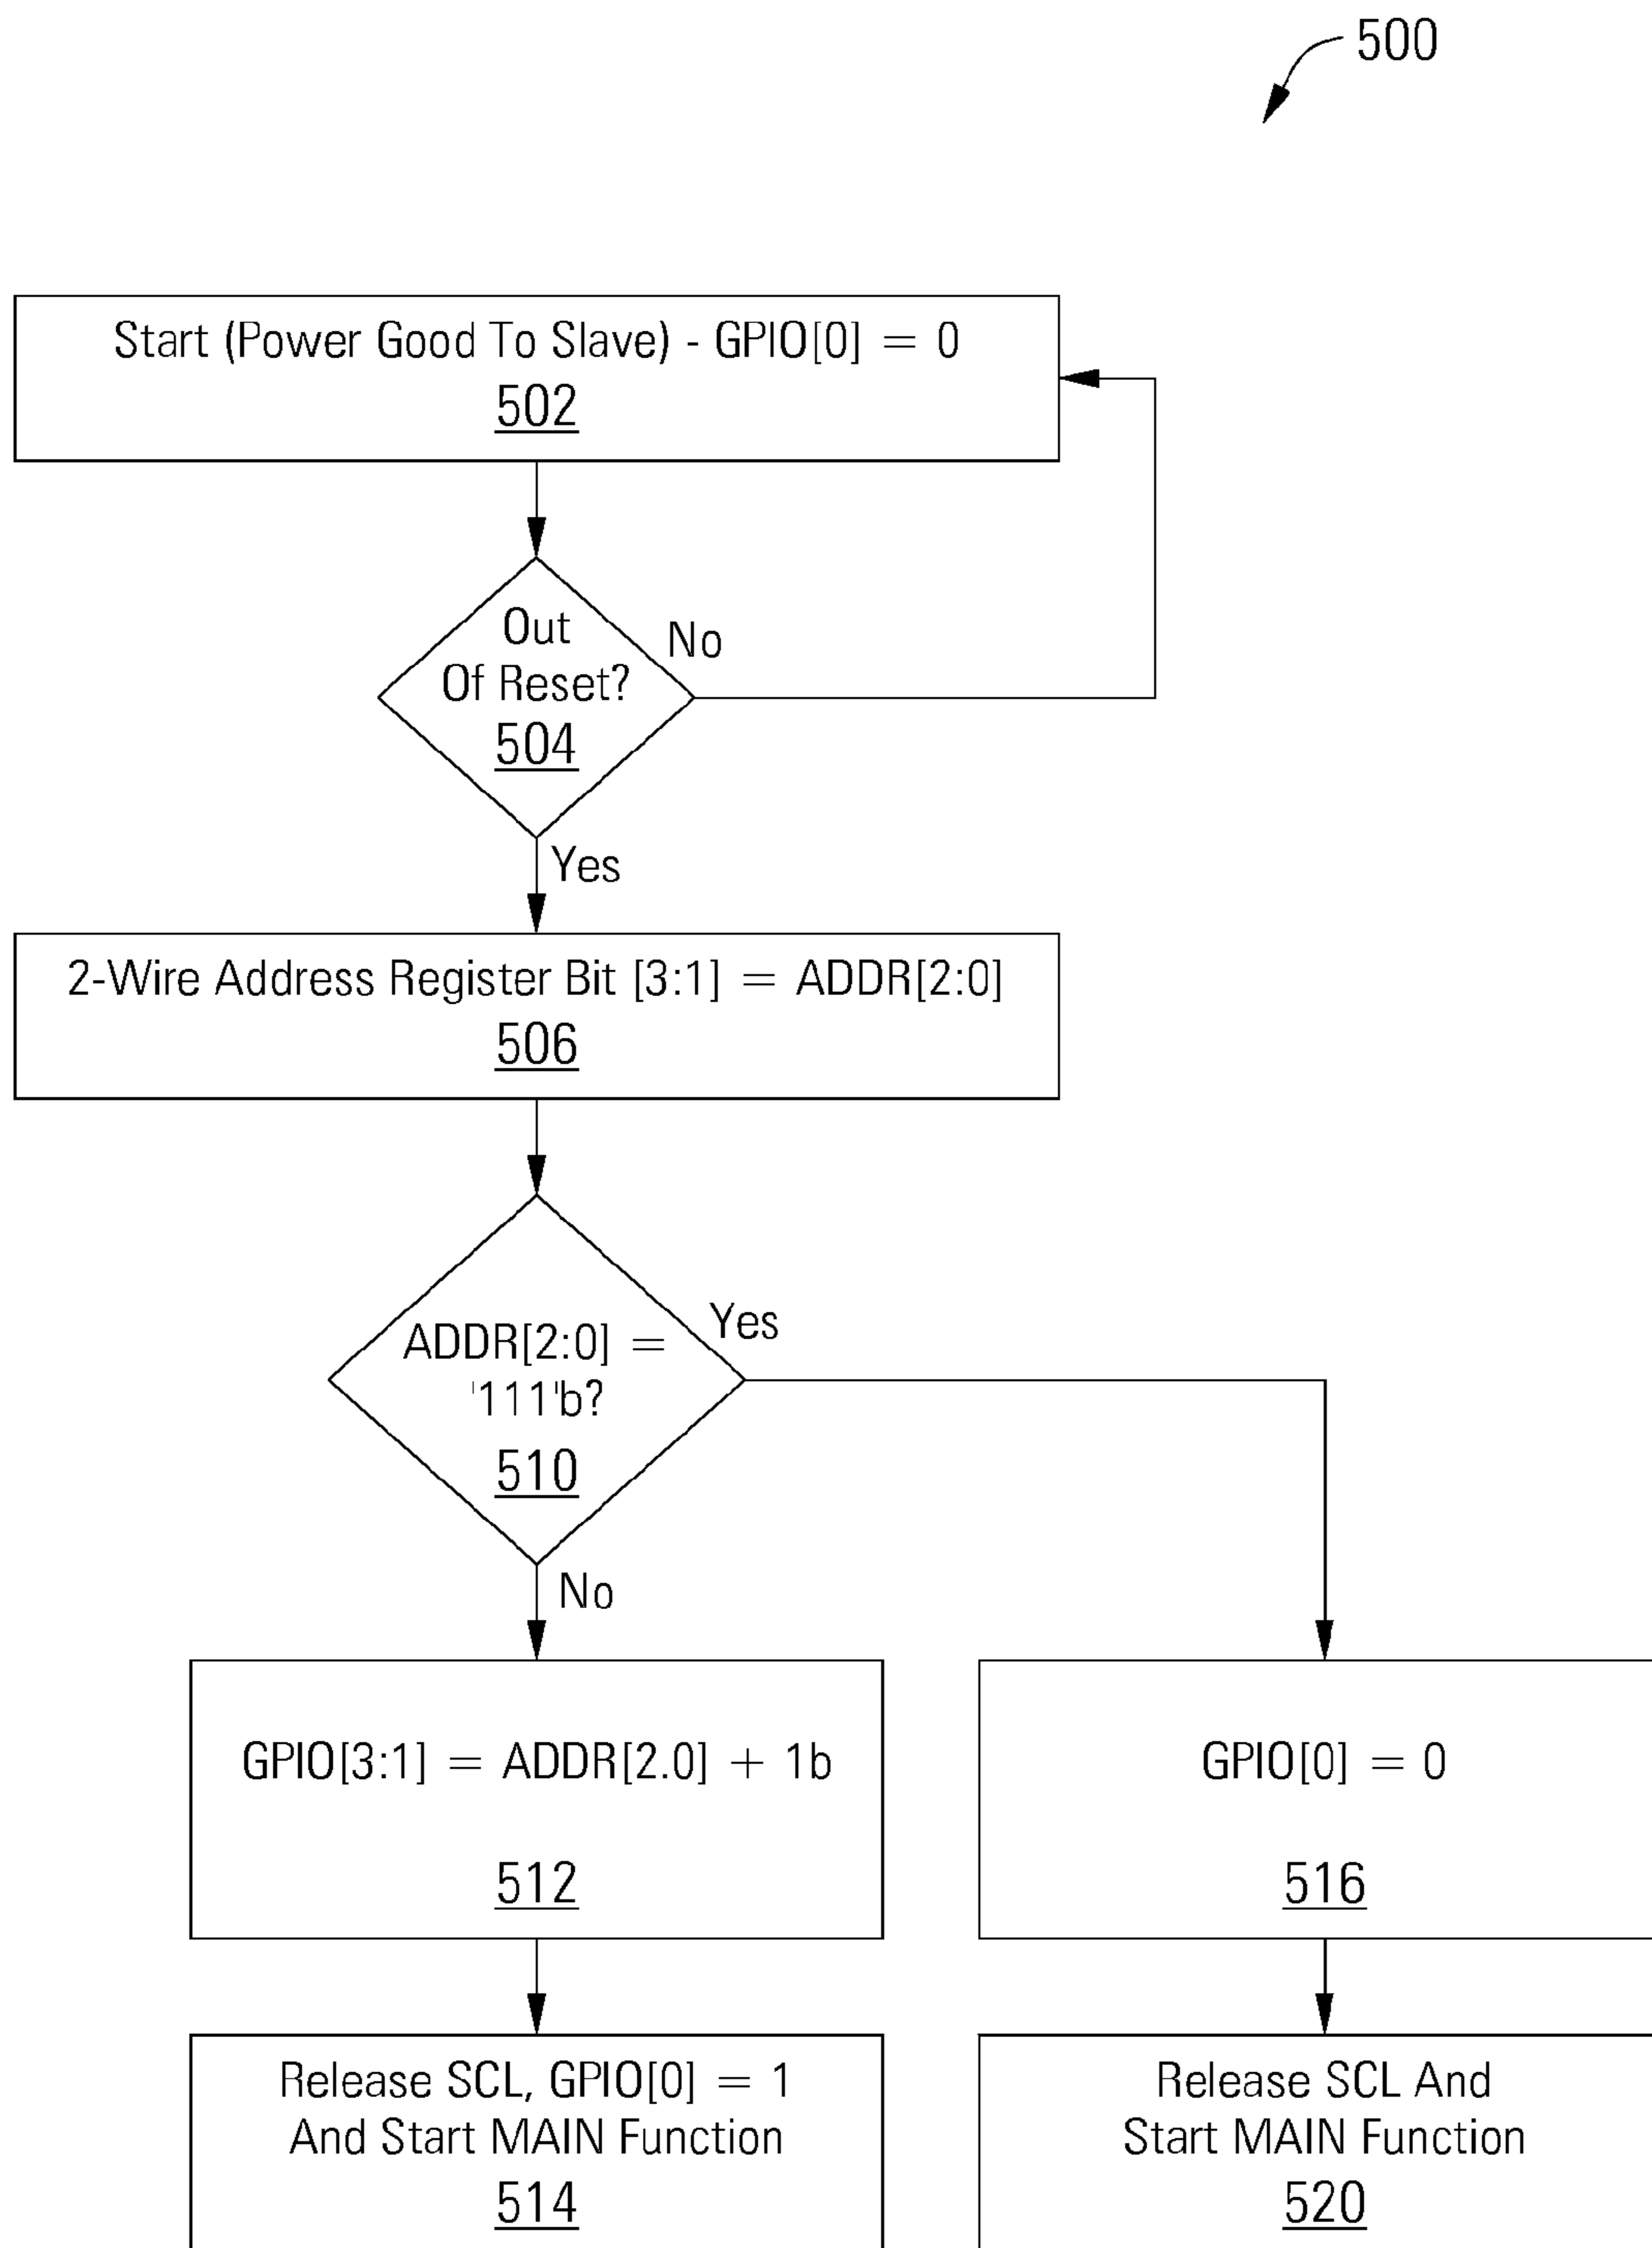 500
Start (Power Good To Slave) - GPIO[0] = 0
502
Out
Of Reset?
504
No
Yes
2-Wire Address Register Bit [3:1] = ADDR[2:0]
506
ADDR[2:0] =
'111'b?
510
Yes
No
GPIO[3:1] = ADDR[2.0] + 1b
512
GPIO[0] = 0
516
Release SCL, GPIO[0] = 1
And Start MAIN Function
514
Release SCL And
Start MAIN Function
520